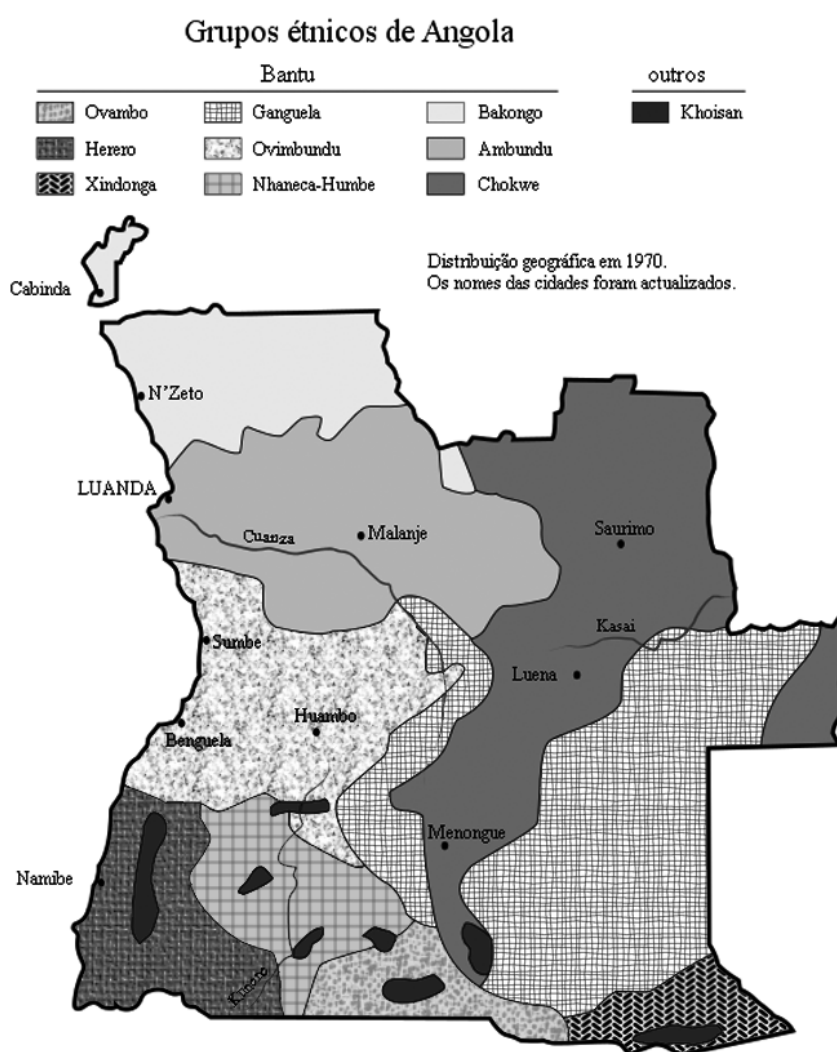 Grupos étnicos de Angola
Bantu
outros
Ovambo
Ganguela
Bakongo
Khoisan
Herero
Ovimbundu
Ambundu
Xindonga
Nhaneca-Humbe
Chokwe
Distribuição geográfica em 1970.
Os nomes das cidades foram actualizados.
Cabinda
N'Zeto
LUANDA
Cuanza
Malanje
Saurimo
Kasai
Sumbe
Luena
Huambo
Benguela
Menongue
Namibe
Kunene